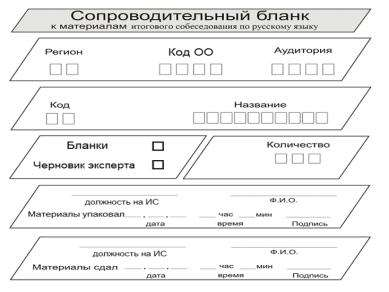 Сопроводительный бланк
к материалам итогового собеседования по русскому языку
Регион Код ОО Аудитория
Код Название
Бланки
Черновик эксперта
Количество
должность на ИС Ф.И.О.
Материалы упаковал час мин
дата время Подпись
должность на ИС Ф.И.О.
Материалы сдал час мин
дата время Подпись